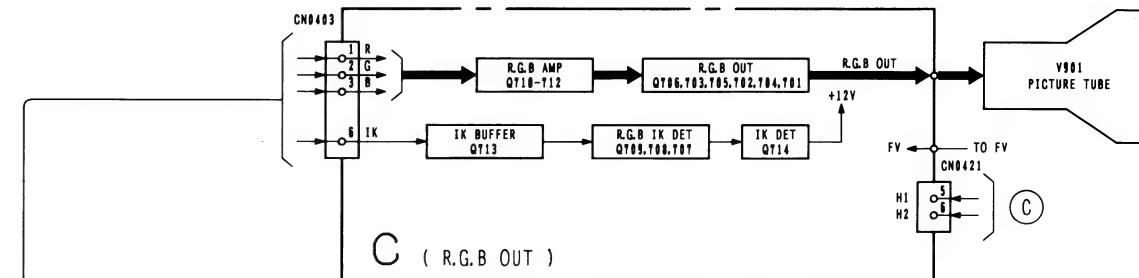 CN0403
1 R
2 G
3 B
6 IK
R.G.B AMP
Q710-712
R.G.B OUT
Q706,703,705,702,704,701
R.G.B OUT
+12V
V901
PICTURE TUBE
IK BUFFER
Q713
R.G.B IK DET
Q709,708,707
IK DET
Q714
FV
TO FV
CN0421
H1 5
H2 6
C
C ( R.G.B OUT )